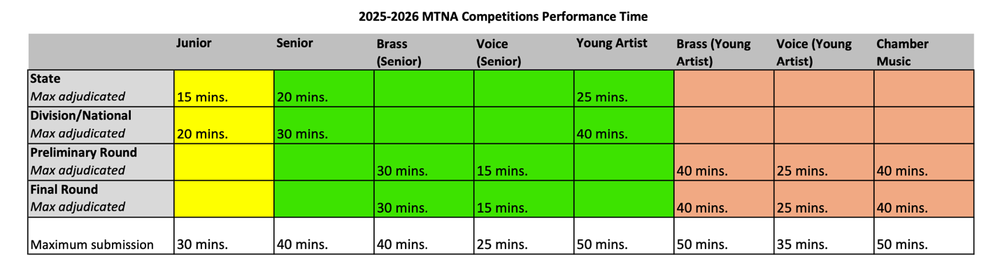 2025-2026 MTNA Competitions Performance Time
Junior Senior Brass (Senior) Voice (Senior) Young Artist Brass (Young Artist) Voice (Young Artist) Chamber Music
State
Max adjudicated 15 mins. 20 mins. 25 mins.
Division/National
Max adjudicated 20 mins. 30 mins. 40 mins.
Preliminary Round
Max adjudicated 30 mins. 15 mins. 40 mins. 25 mins. 40 mins.
Final Round
Max adjudicated 30 mins. 15 mins. 40 mins. 25 mins. 40 mins.
Maximum submission 30 mins. 40 mins. 40 mins. 25 mins. 50 mins. 50 mins. 35 mins. 50 mins.